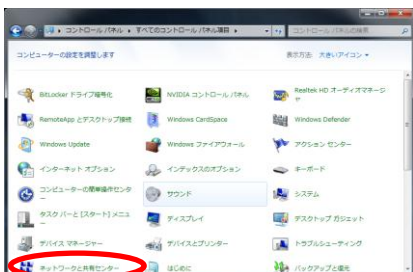 コントロール パネル ▸ すべてのコントロール パネル項目 ▸
コントロール パネルの検索
コンピューターの設定を調整します
表示方法: 大きいアイコン
BitLocker ドライブ暗号化
NVIDIA コントロール パネル
Realtek HD オーディオマネージャ
RemoteApp とデスクトップ接続
Windows CardSpace
Windows Defender
Windows Update
Windows ファイアウォール
アクション センター
インターネット オプション
インデックスのオプション
キーボード
コンピューターの簡単操作センター
サウンド
システム
タスク バーと [スタート] メニュー
ディスプレイ
デスクトップ ガジェット
デバイス マネージャー
デバイスとプリンター
トラブルシューティング
ネットワークと共有センター
はじめに
バックアップと復元